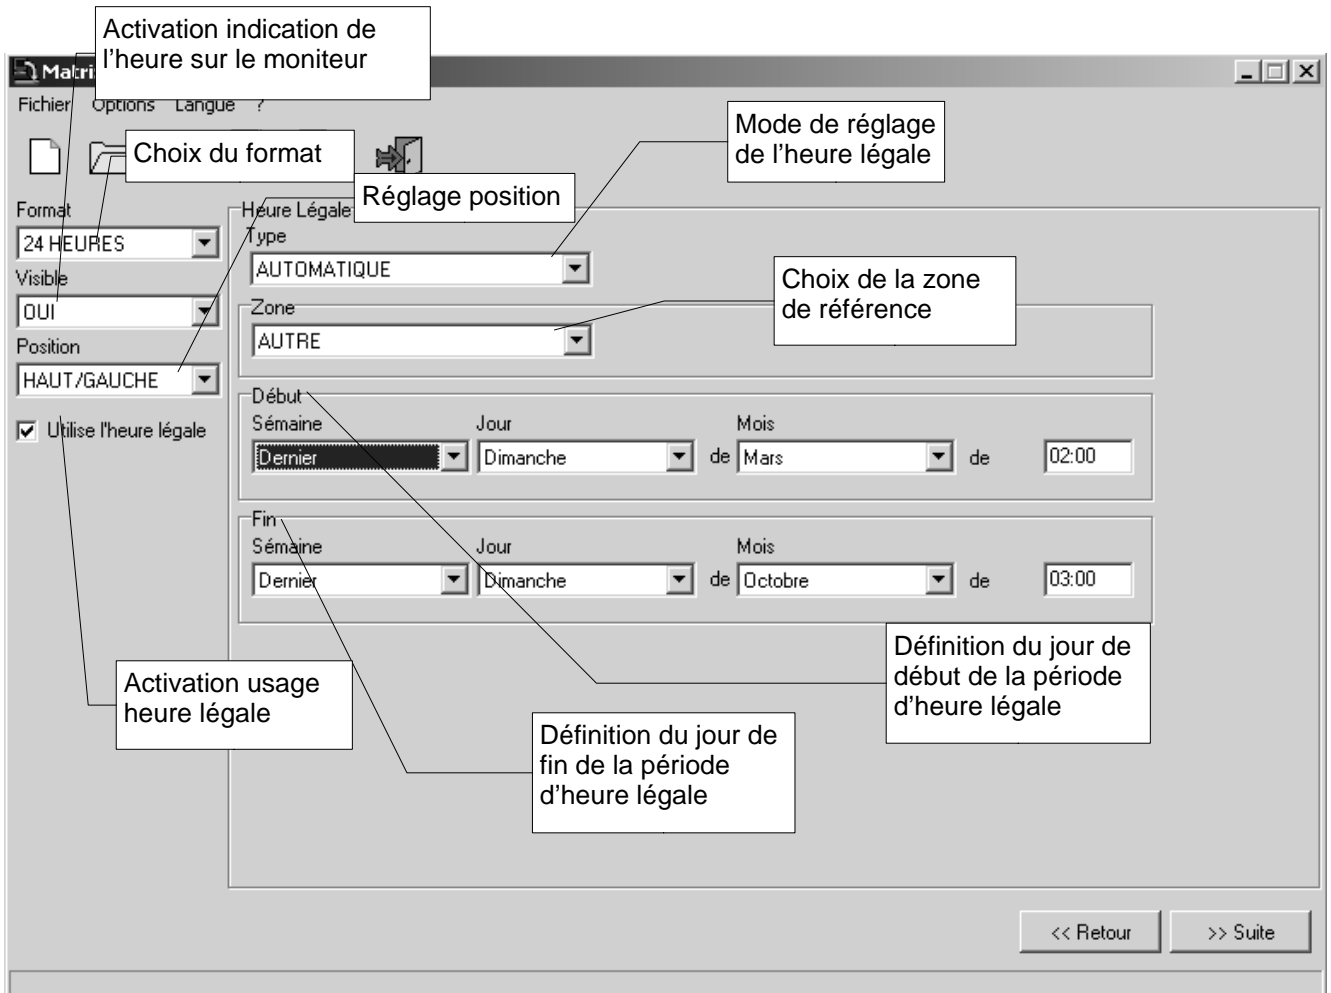 Activation indication de
l’heure sur le moniteur
Matri
Fichier Options Langue ?
Choix du format
Mode de réglage
de l’heure légale
Réglage position
Format
24 HEURES
Visible
OUI
Position
HAUT/GAUCHE
Utilise l'heure légale
Heure Légale
Type
AUTOMATIQUE
Choix de la zone
de référence
Zone
AUTRE
Début
Sémaine Jour Mois
Dernier Dimanche de Mars de 02:00
Fin
Sémaine Jour Mois
Dernier Dimanche de Octobre de 03:00
Activation usage
heure légale
Définition du jour de
début de la période
d’heure légale
Définition du jour de
fin de la période
d’heure légale
<< Retour >> Suite